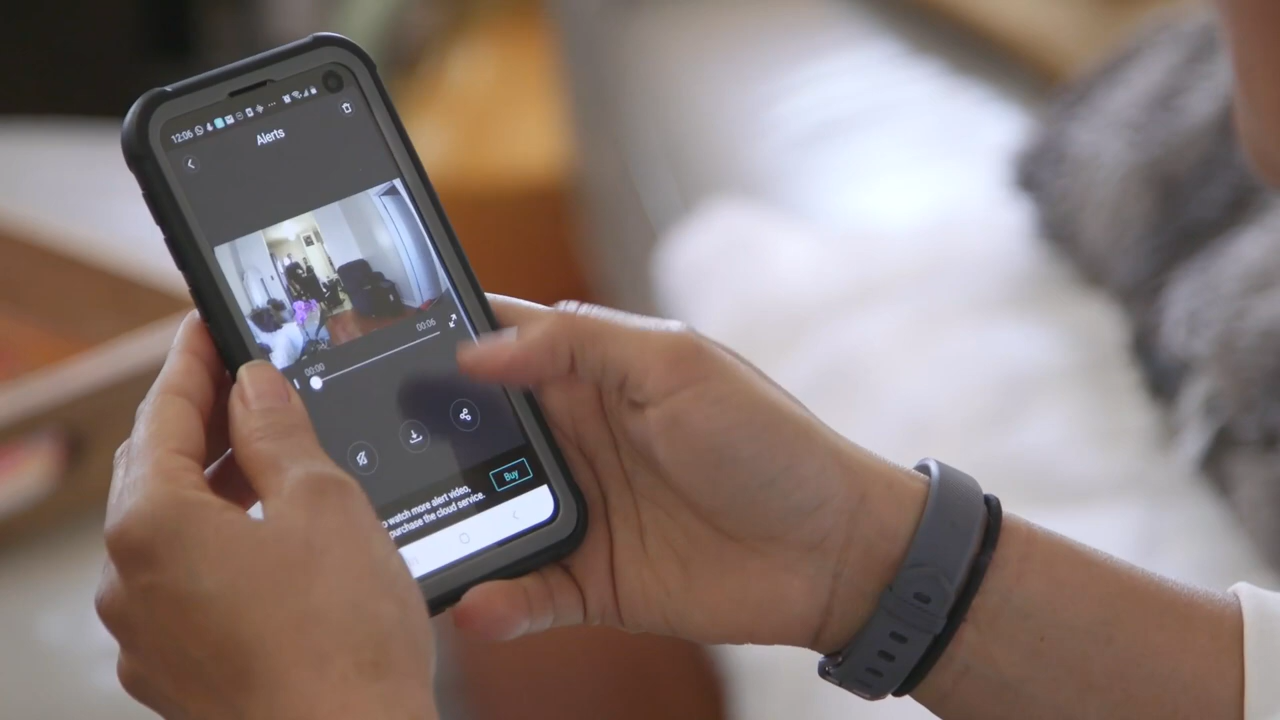 12:06
Alerts
00:06
00:00
o watch more alert video,
purchase the cloud service.
Buy